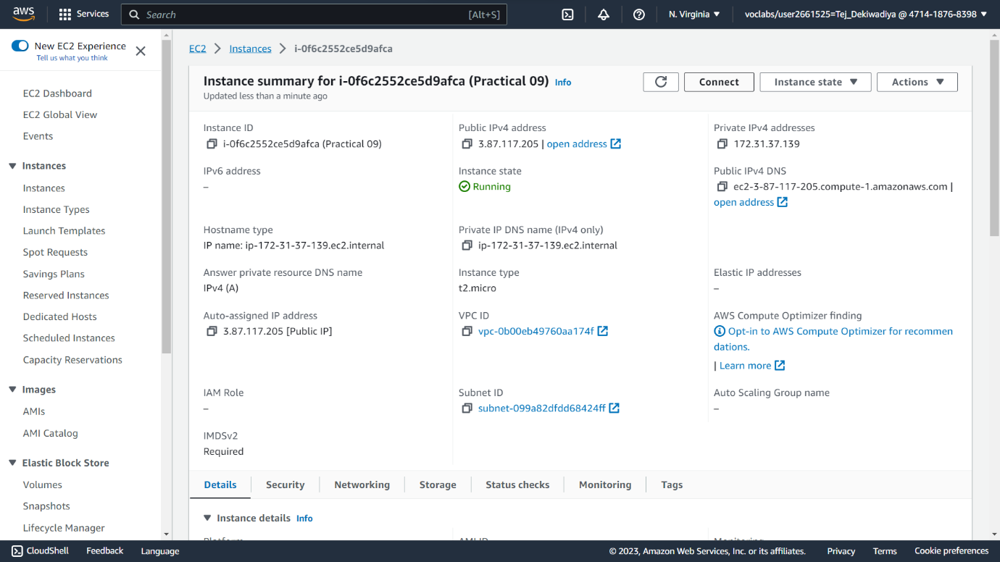 aws
Services
Search
[Alt+S]
N. Virginia
voclabs/user2661525=Tej_Dekiwadiya @ 4714-1876-8398
New EC2 Experience
Tell us what you think
EC2 Dashboard
EC2 Global View
Events
Instances
Instances
Instance Types
Launch Templates
Spot Requests
Savings Plans
Reserved Instances
Dedicated Hosts
Scheduled Instances
Capacity Reservations
Images
AMIs
AMI Catalog
Elastic Block Store
Volumes
Snapshots
Lifecycle Manager
EC2 > Instances > i-0f6c2552ce5d9afca
Instance summary for i-0f6c2552ce5d9afca (Practical 09) Info
Updated less than a minute ago
Connect
Instance state
Actions
Instance ID
i-0f6c2552ce5d9afca (Practical 09)
Public IPv4 address
3.87.117.205 | open address
Private IPv4 addresses
172.31.37.139
IPv6 address
–
Instance state
Running
Public IPv4 DNS
ec2-3-87-117-205.compute-1.amazonaws.com |
open address
Hostname type
IP name: ip-172-31-37-139.ec2.internal
Private IP DNS name (IPv4 only)
ip-172-31-37-139.ec2.internal
Answer private resource DNS name
IPv4 (A)
Instance type
t2.micro
Elastic IP addresses
–
Auto-assigned IP address
3.87.117.205 [Public IP]
VPC ID
vpc-0b00eb49760aa174f
AWS Compute Optimizer finding
Opt-in to AWS Compute Optimizer for recommen
dations.
| Learn more
IAM Role
–
Subnet ID
subnet-099a82dfdd68424ff
Auto Scaling Group name
–
IMDSv2
Required
Details
Security
Networking
Storage
Status checks
Monitoring
Tags
Instance details Info
Platform
AMI ID
Monitoring
CloudShell
Feedback
Language
© 2023, Amazon Web Services, Inc. or its affiliates.
Privacy
Terms
Cookie preferences